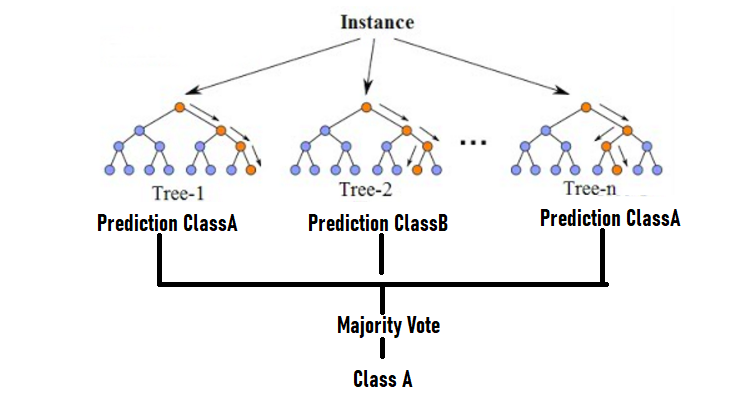 Instance
...
Tree-1
Tree-2
Tree-n
Prediction ClassA
Prediction ClassB
Prediction ClassA
Majority Vote
Class A